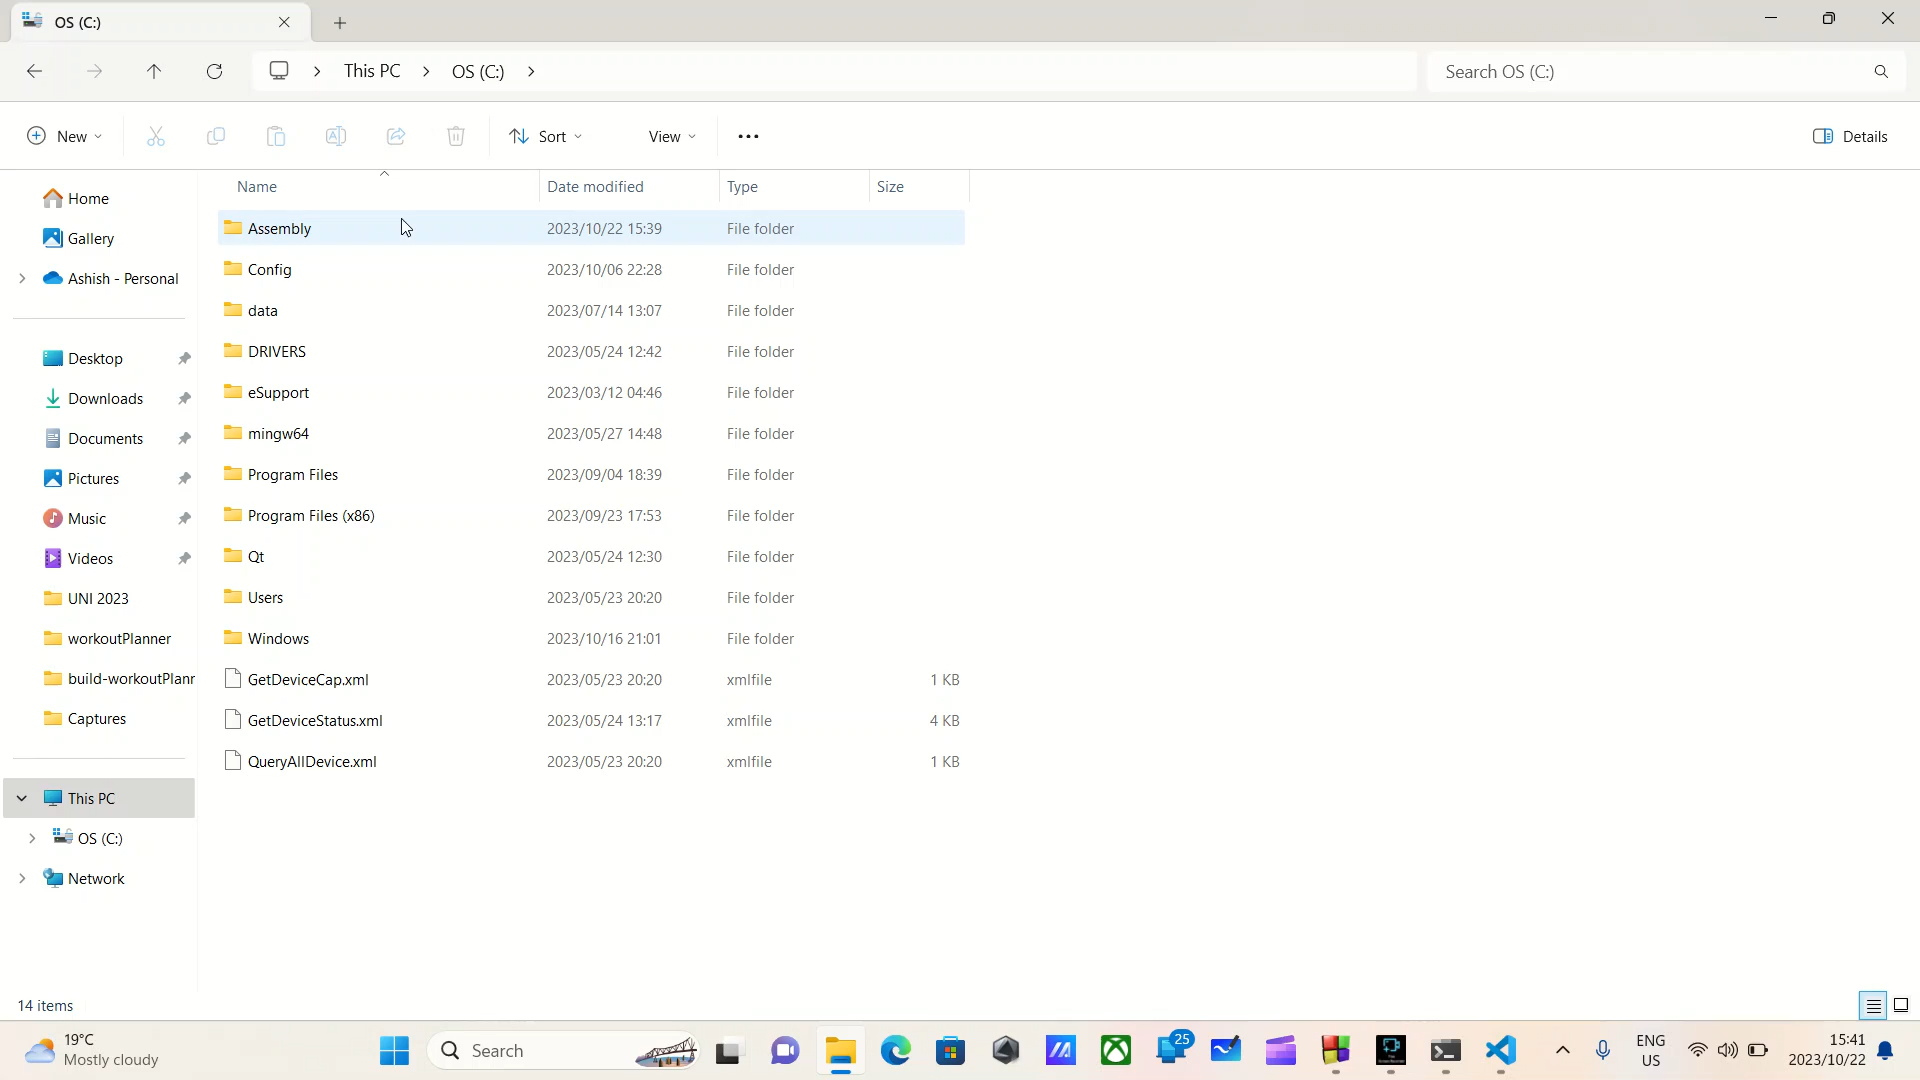 OS (C:)
This PC
OS (C:)
Search OS (C:)
New
Sort
View
Details
Name
Date modified
Type
Size
Home
Gallery
Ashish - Personal
Desktop
Downloads
Documents
Pictures
Music
Videos
UNI 2023
workoutPlanner
build-workoutPlanr
Captures
This PC
OS (C:)
Network
Assembly 2023/10/22 15:39 File folder
Config 2023/10/06 22:28 File folder
data 2023/07/14 13:07 File folder
DRIVERS 2023/05/24 12:42 File folder
eSupport 2023/03/12 04:46 File folder
mingw64 2023/05/27 14:48 File folder
Program Files 2023/09/04 18:39 File folder
Program Files (x86) 2023/09/23 17:53 File folder
Qt 2023/05/24 12:30 File folder
Users 2023/05/23 20:20 File folder
Windows 2023/10/16 21:01 File folder
GetDeviceCap.xml 2023/05/23 20:20 xmlfile 1 KB
GetDeviceStatus.xml 2023/05/24 13:17 xmlfile 4 KB
QueryAllDevice.xml 2023/05/23 20:20 xmlfile 1 KB
14 items
19°C
Mostly cloudy
Search
25
ENG
US
15:41
2023/10/22